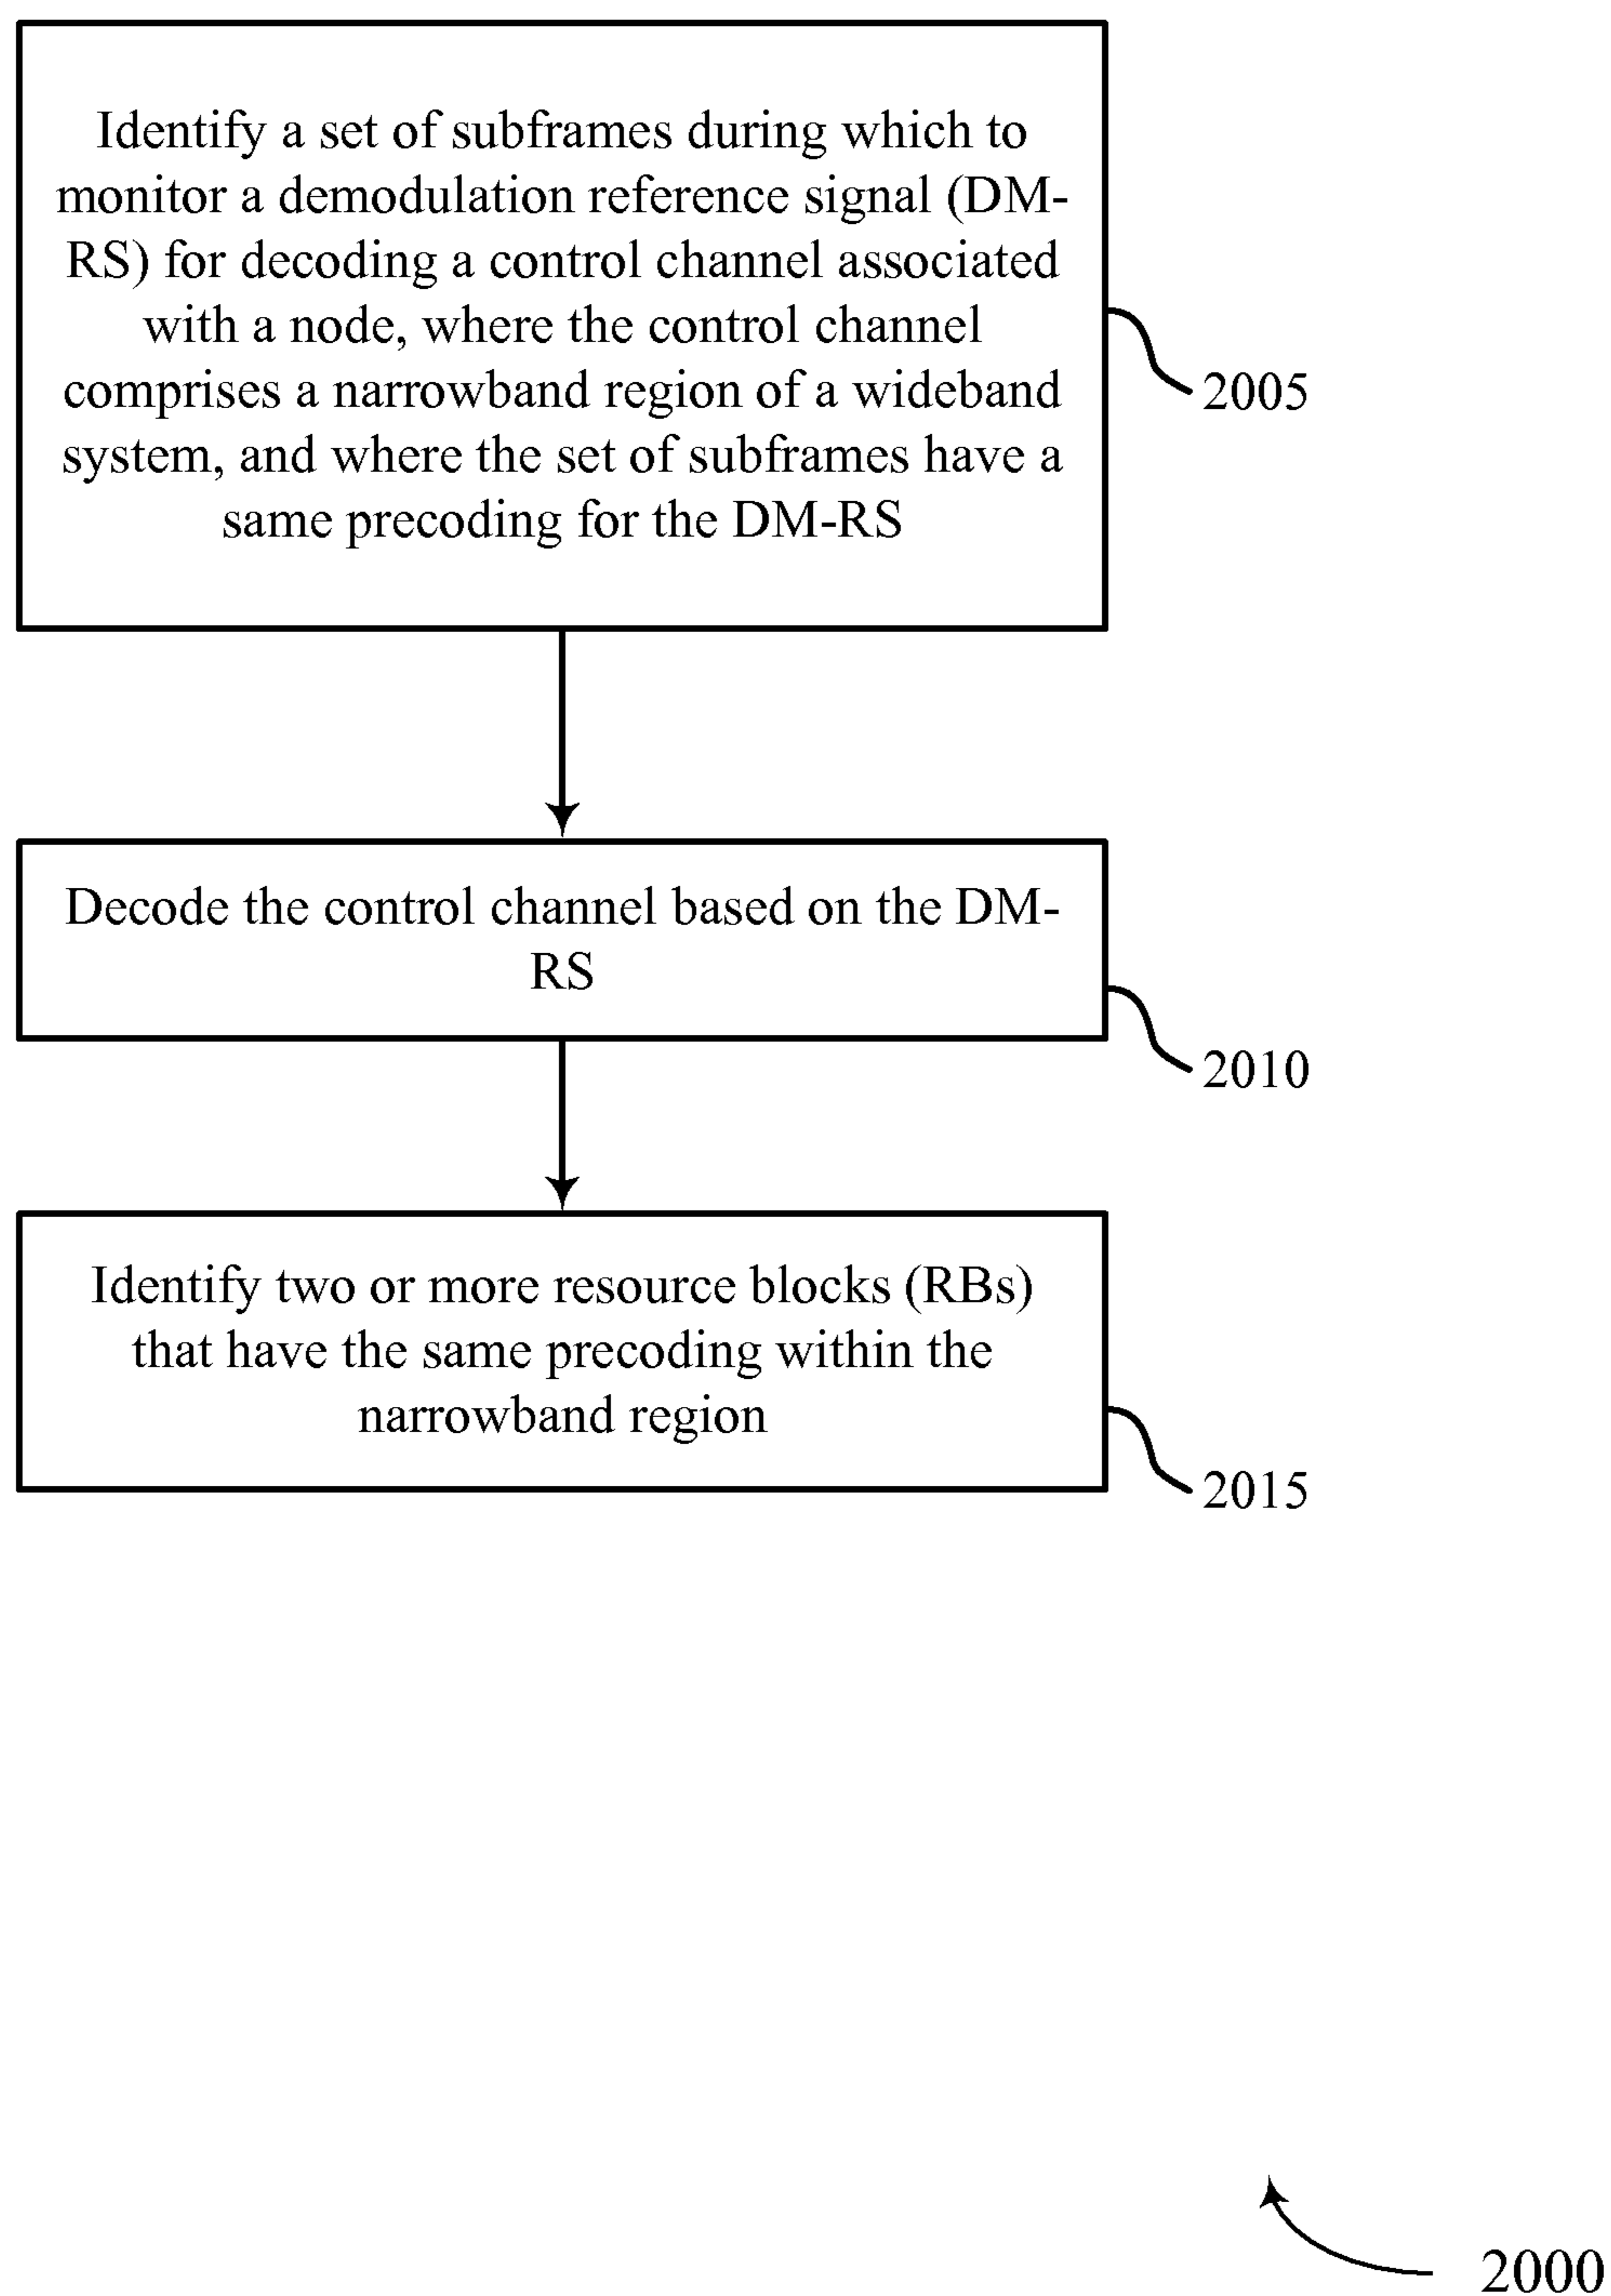 Identify a set of subframes during which to
monitor a demodulation reference signal (DM-
RS) for decoding a control channel associated
with a node, where the control channel
comprises a narrowband region of a wideband
system, and where the set of subframes have a
same precoding for the DM-RS
2005
Decode the control channel based on the DM-
RS
2010
Identify two or more resource blocks (RBs)
that have the same precoding within the
narrowband region
2015
2000